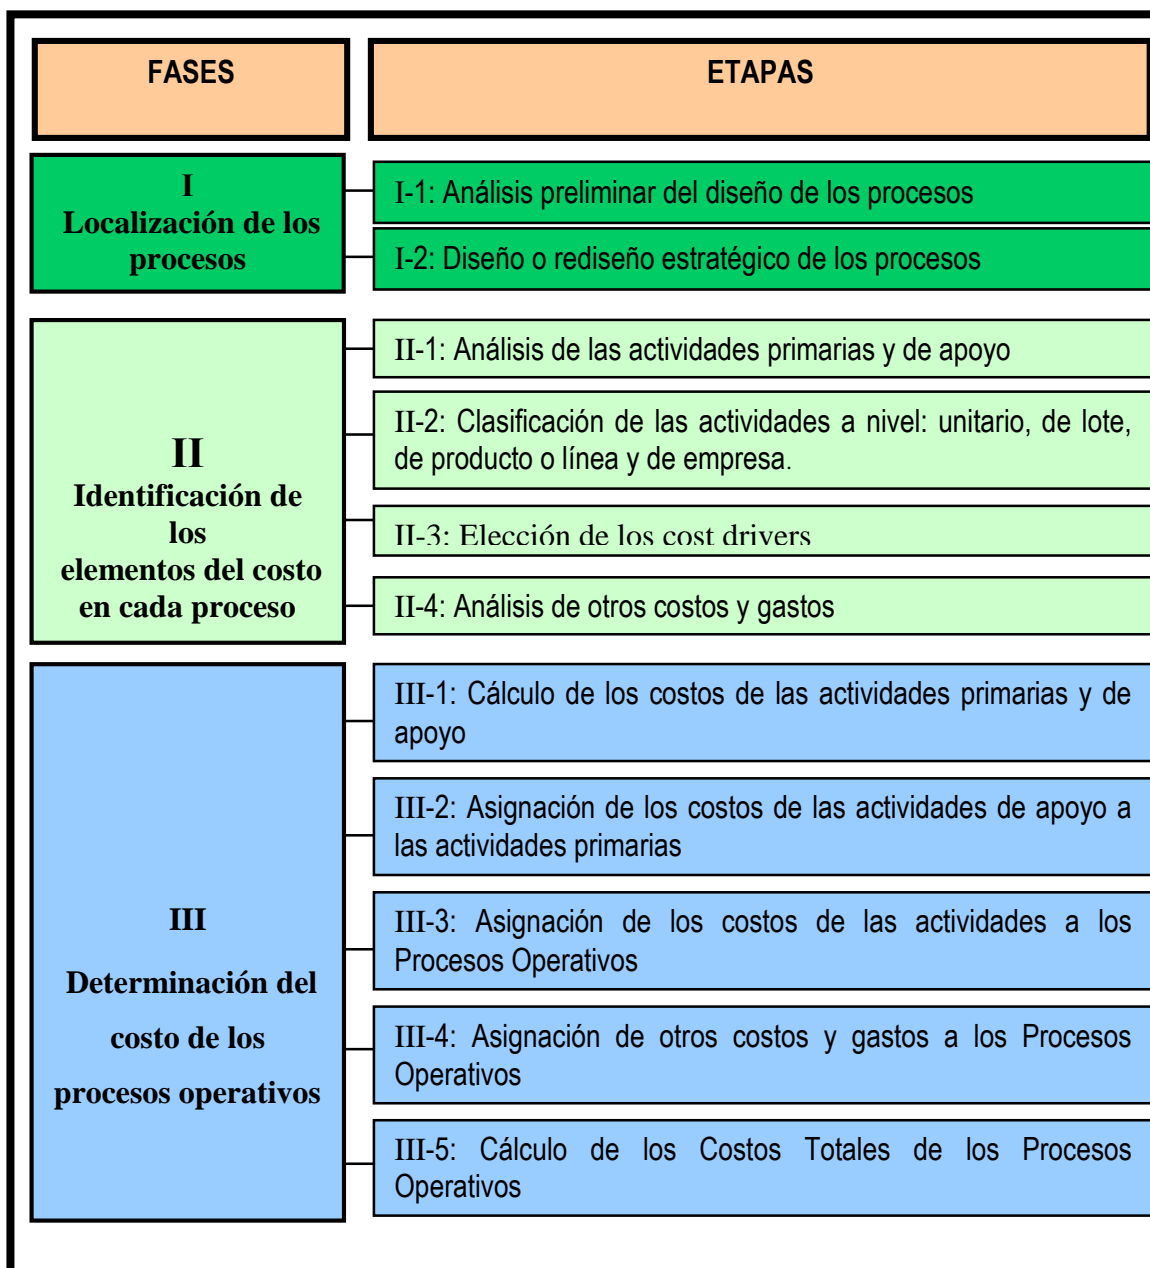 FASES
ETAPAS
I
Localización de los
procesos
I-1: Análisis preliminar del diseño de los procesos
I-2: Diseño o rediseño estratégico de los procesos
II
Identificación de
los
elementos del costo
en cada proceso
II-1: Análisis de las actividades primarias y de apoyo
II-2: Clasificación de las actividades a nivel: unitario, de lote,
de producto o línea y de empresa.
II-3: Elección de los cost drivers
II-4: Análisis de otros costos y gastos
III
Determinación del
costo de los
procesos operativos
III-1: Cálculo de los costos de las actividades primarias y de
apoyo
III-2: Asignación de los costos de las actividades de apoyo a
las actividades primarias
III-3: Asignación de los costos de las actividades a los
Procesos Operativos
III-4: Asignación de otros costos y gastos a los Procesos
Operativos
III-5: Cálculo de los Costos Totales de los Procesos
Operativos